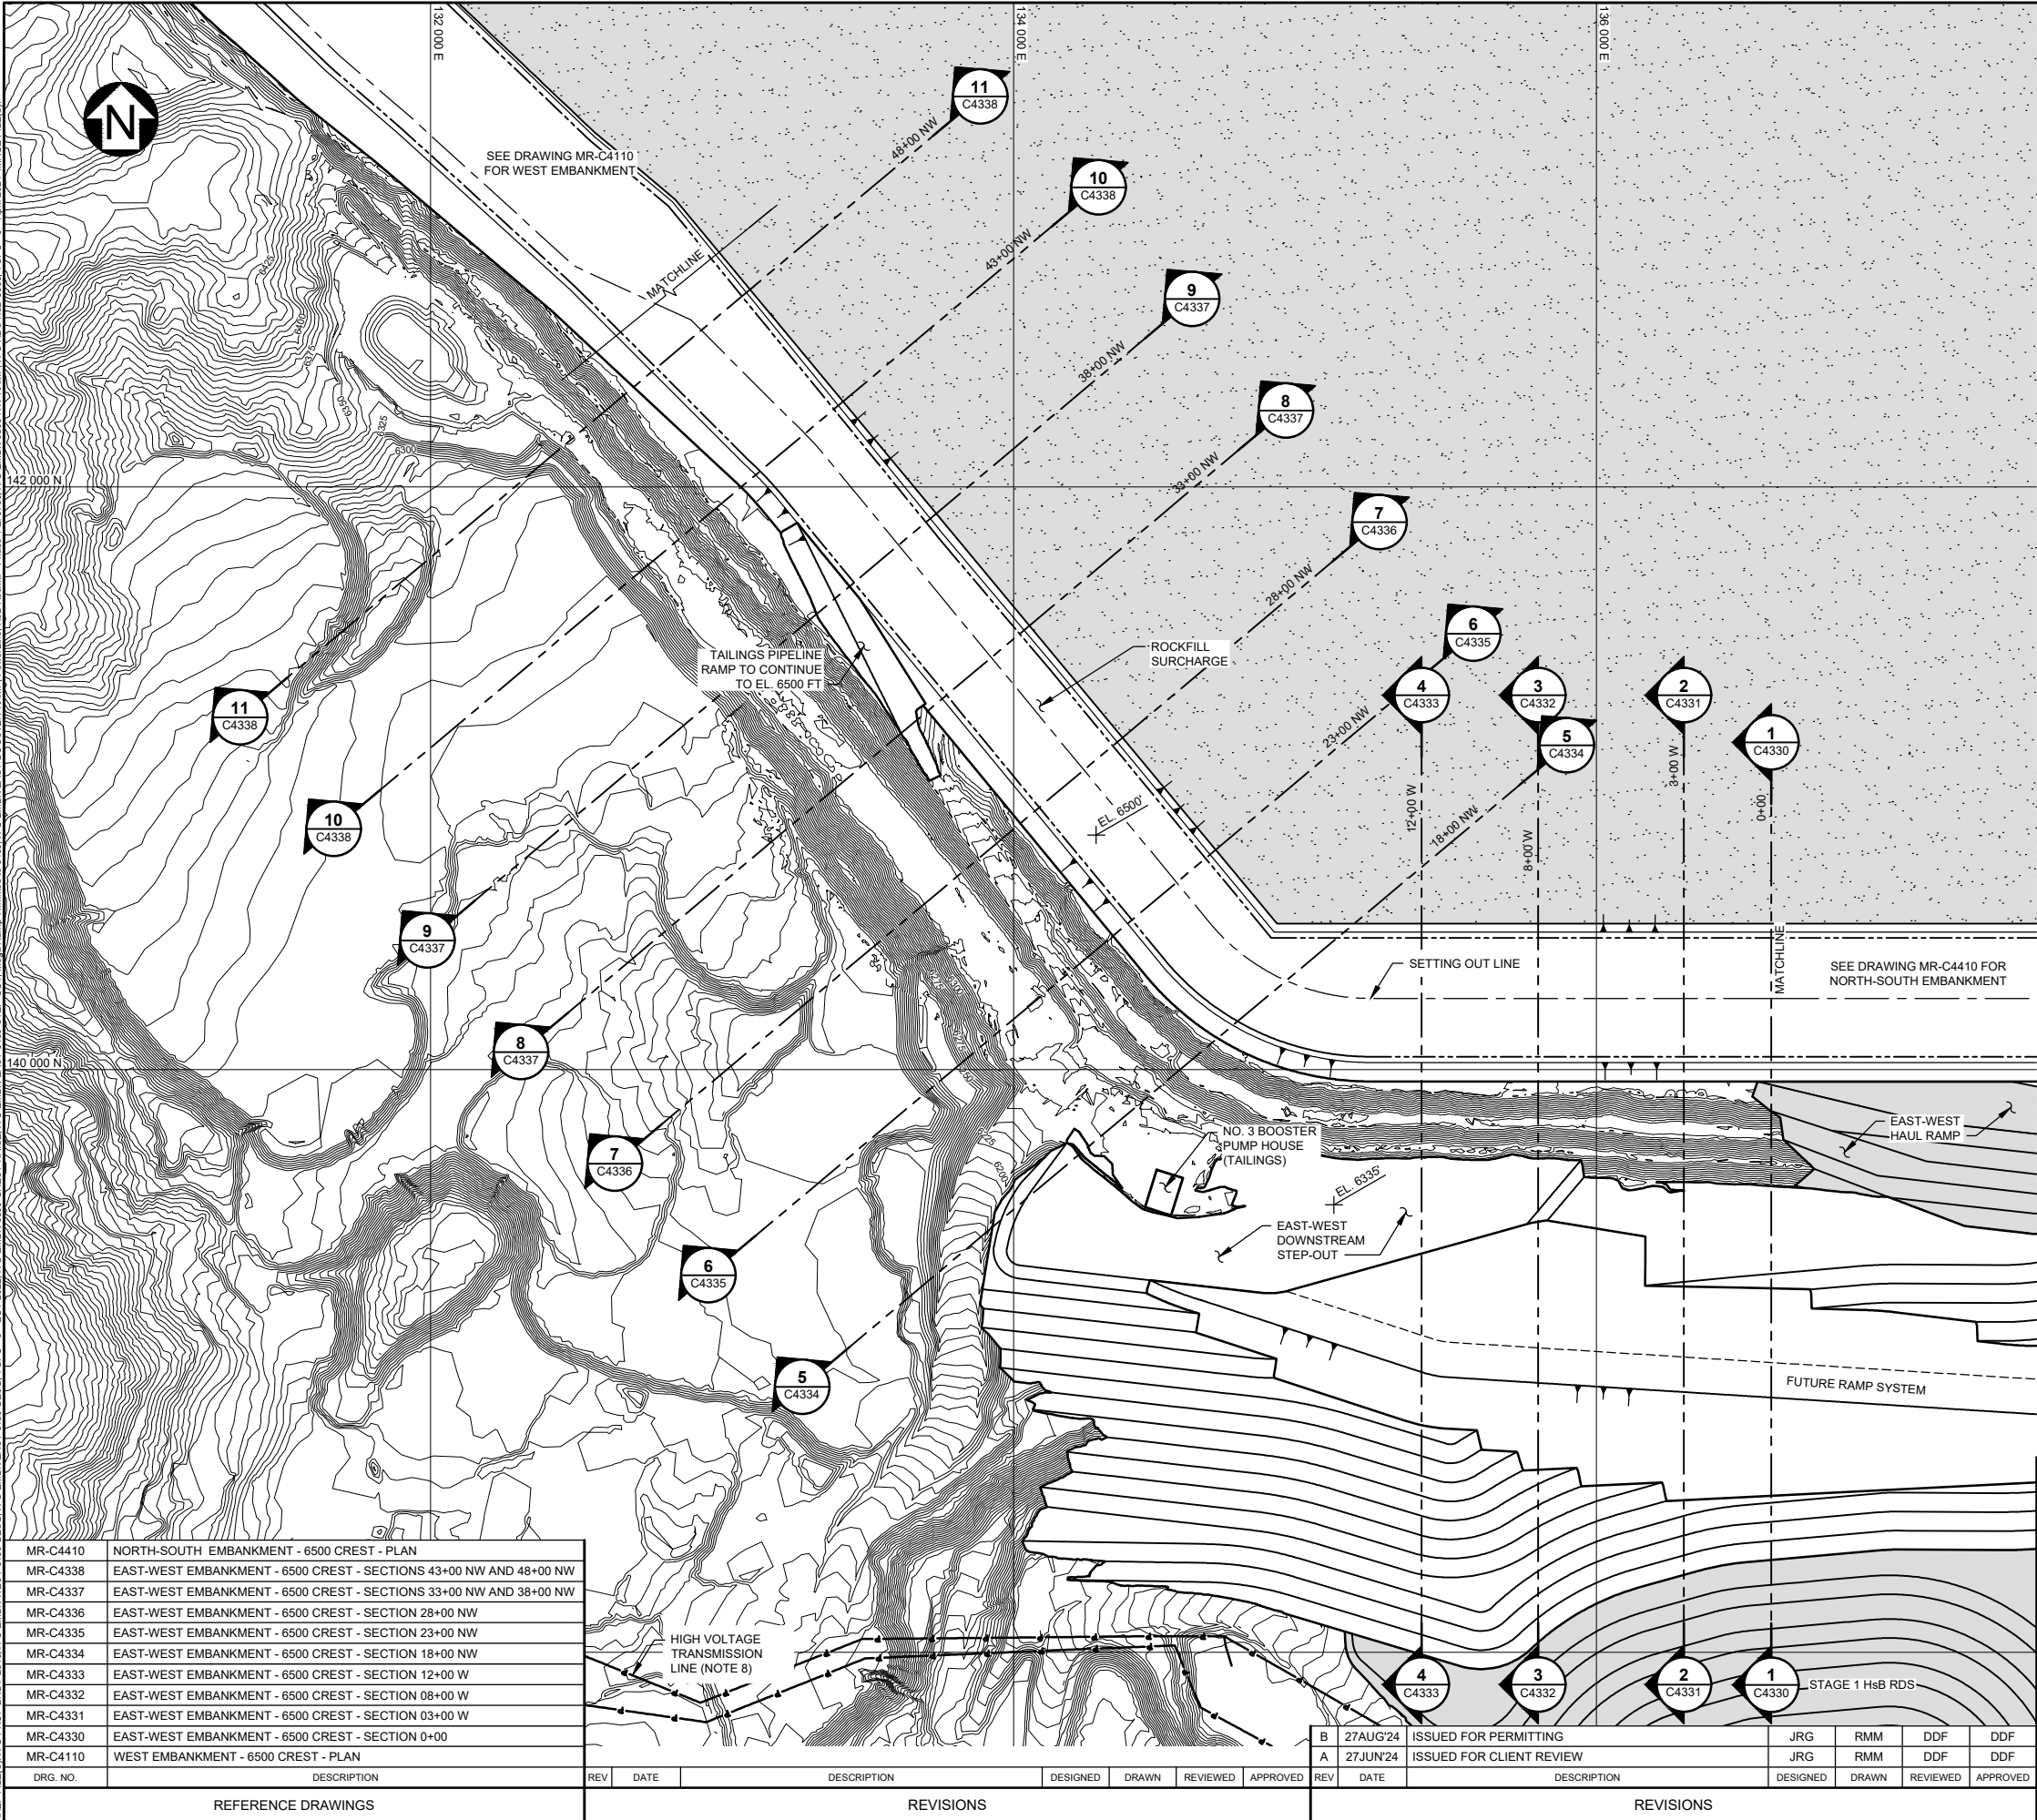 132 000 E
134 000 E
136 000 E
N
11
C4338
48+00 NW
SEE DRAWING MR-C4110
FOR WEST EMBANKMENT
10
C4338
43+00 NW
MATCHLINE
9
C4337
38+00 NW
6425
6400
6375
6350
6325
6300
8
C4337
33+00 NW
142 000 N
7
C4336
28+00 NW
6
C4335
23+00 NW
ROCKFILL
SURCHARGE
TAILINGS PIPELINE
RAMP TO CONTINUE
TO EL. 6500 FT
4
C4333
12+00 W
3
C4332
8+00 W
2
C4331
3+00 W
1
C4330
0+00
5
C4334
18+00 NW
11
C4338
EL. 6500'
10
C4338
9
C4337
SETTING OUT LINE
MATCHLINE
SEE DRAWING MR-C4410 FOR
NORTH-SOUTH EMBANKMENT
6275
6300
6275
8
C4337
140 000 N
6200
7
C4336
NO. 3 BOOSTER
PUMP HOUSE
(TAILINGS)
EAST-WEST
HAUL RAMP
EL. 6335'
EAST-WEST
DOWNSTREAM
STEP-OUT
6
C4335
5
C4334
FUTURE RAMP SYSTEM
HIGH VOLTAGE
TRANSMISSION
LINE (NOTE 8)
4
C4333
3
C4332
2
C4331
1
C4330
STAGE 1 HsB RDS
MR-C4410 NORTH-SOUTH EMBANKMENT - 6500 CREST - PLAN
MR-C4338 EAST-WEST EMBANKMENT - 6500 CREST - SECTIONS 43+00 NW AND 48+00 NW
MR-C4337 EAST-WEST EMBANKMENT - 6500 CREST - SECTIONS 33+00 NW AND 38+00 NW
MR-C4336 EAST-WEST EMBANKMENT - 6500 CREST - SECTION 28+00 NW
MR-C4335 EAST-WEST EMBANKMENT - 6500 CREST - SECTION 23+00 NW
MR-C4334 EAST-WEST EMBANKMENT - 6500 CREST - SECTION 18+00 NW
MR-C4333 EAST-WEST EMBANKMENT - 6500 CREST - SECTION 12+00 W
MR-C4332 EAST-WEST EMBANKMENT - 6500 CREST - SECTION 08+00 W
MR-C4331 EAST-WEST EMBANKMENT - 6500 CREST - SECTION 03+00 W
MR-C4330 EAST-WEST EMBANKMENT - 6500 CREST - SECTION 0+00
MR-C4110 WEST EMBANKMENT - 6500 CREST - PLAN
DRG. NO. DESCRIPTION
REFERENCE DRAWINGS
REV DATE DESCRIPTION DESIGNED DRAWN REVIEWED APPROVED
REVISIONS
B 27AUG'24 ISSUED FOR PERMITTING JRG RMM DDF DDF
A 27JUN'24 ISSUED FOR CLIENT REVIEW JRG RMM DDF DDF
REV DATE DESCRIPTION DESIGNED DRAWN REVIEWED APPROVED
REVISIONS